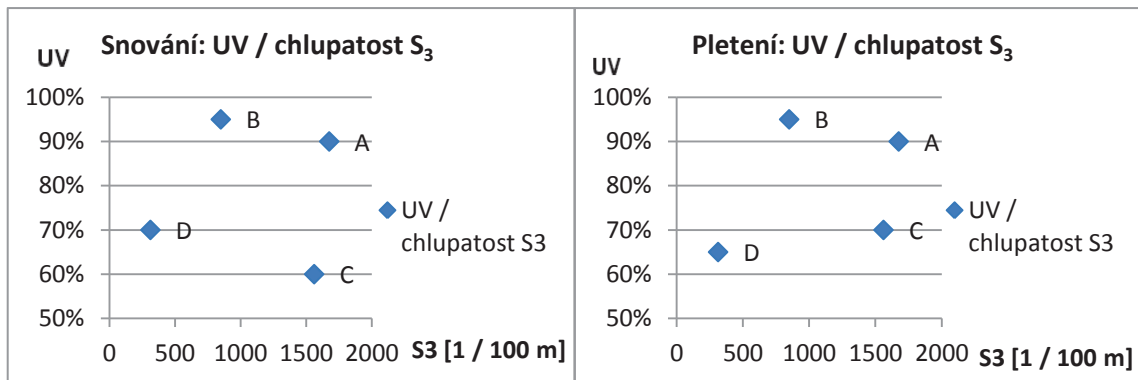 Snování: UV / chlupatost S3
UV
100%
90%
80%
70%
60%
50%
B
A
D
C
0 500 1000 1500 2000
S3 [1 / 100 m]
UV /
chlupatost S3
Pletení: UV / chlupatost S3
UV
100%
90%
80%
70%
60%
50%
B
A
C
D
0 500 1000 1500 2000
S3 [1 / 100 m]
UV /
chlupatost S3